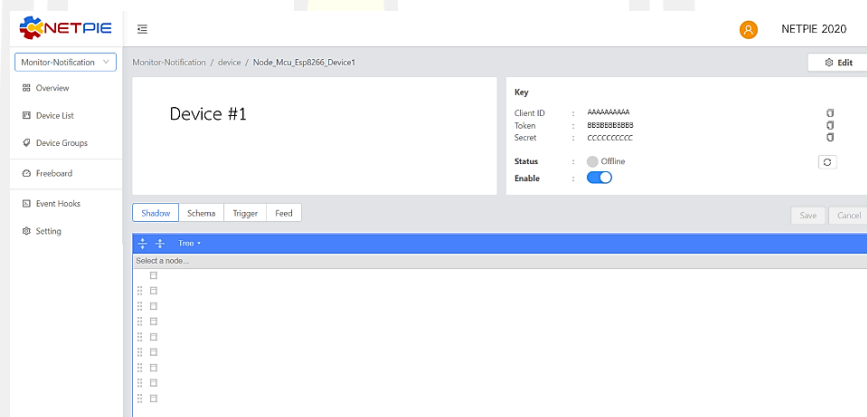 NETPIE
NETPIE 2020
Monitor-Notification
Monitor-Notification / device / Node_Mcu_Esp8266_Device1
Edit
Overview
Device List
Device Groups
Freeboard
Event Hooks
Setting
Device #1
Key
Client ID : AAAAAAAAAA
Token : BBBBBBBBBBB
Secret : CCCCCCCCCC
Status : Offline
Enable :
Shadow Schema Trigger Feed
Save Cancel
Tree
Select a node...